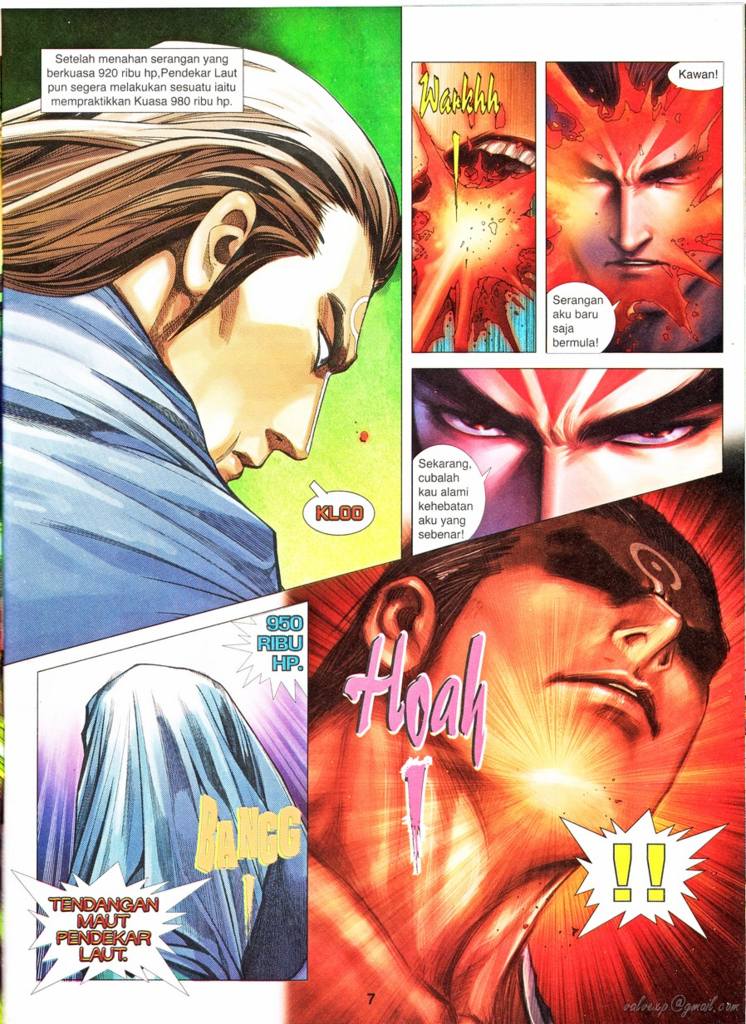 Setelah menahan serangan yang
berkuasa 920 ribu hp,Pendekar Laut
pun segera melakukan sesuatu iaitu
mempraktikkan Kuasa 980 ribu hp.
Warkhh
!
Kawan!
Serangan
aku baru
saja
bermula!
KLOO
Sekarang,
cubalah
kau alami
kehebatan
aku yang
sebenar!
950
RIBU
HP.
BANGG
!
TENDANGAN
MAUT
PENDEKAR
LAUT.
Hoah
!
!!
7
valvexp@gmail.com